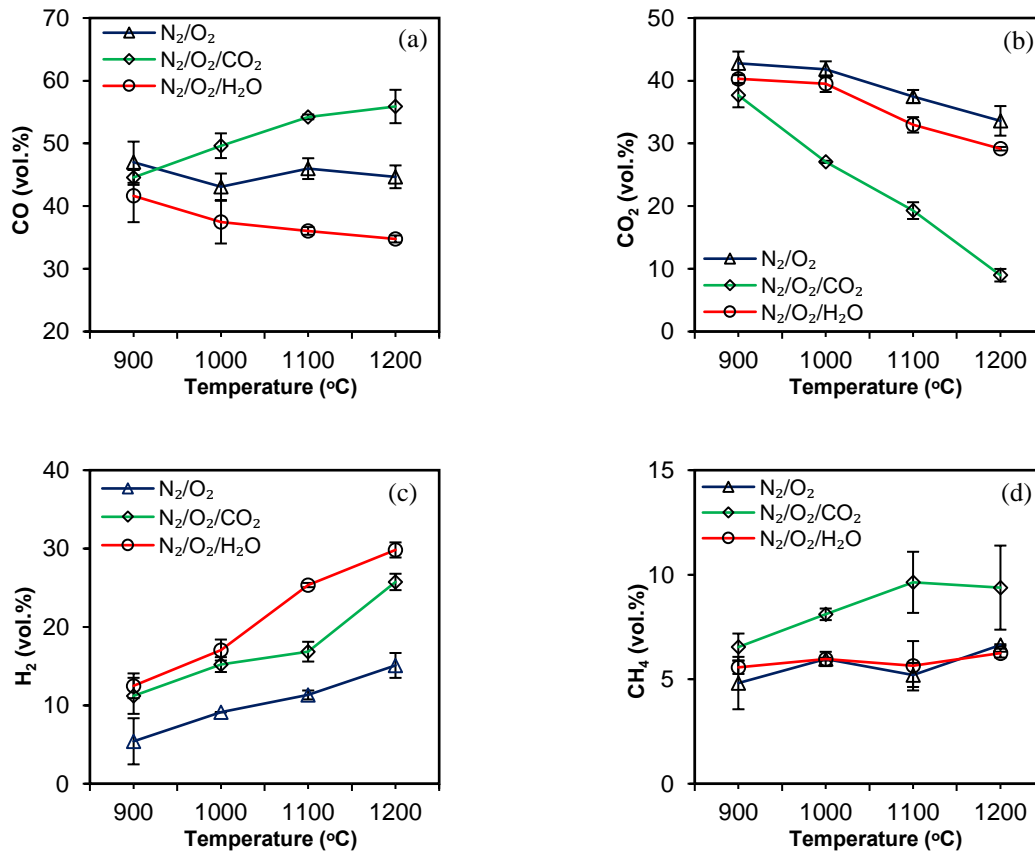 (a)
N₂/O₂
N₂/O₂/CO₂
N₂/O₂/H₂O
CO (vol.%)
70
60
50
40
30
20
900 1000 1100 1200
Temperature (ºC)
(b)
CO₂ (vol.%)
50
40
30
20
10
0
N₂/O₂
N₂/O₂/CO₂
N₂/O₂/H₂O
900 1000 1100 1200
Temperature (ºC)
(c)
N₂/O₂
N₂/O₂/CO₂
N₂/O₂/H₂O
H₂ (vol.%)
40
30
20
10
0
900 1000 1100 1200
Temperature (ºC)
(d)
N₂/O₂
N₂/O₂/CO₂
N₂/O₂/H₂O
CH₄ (vol.%)
15
10
5
0
900 1000 1100 1200
Temperature (ºC)